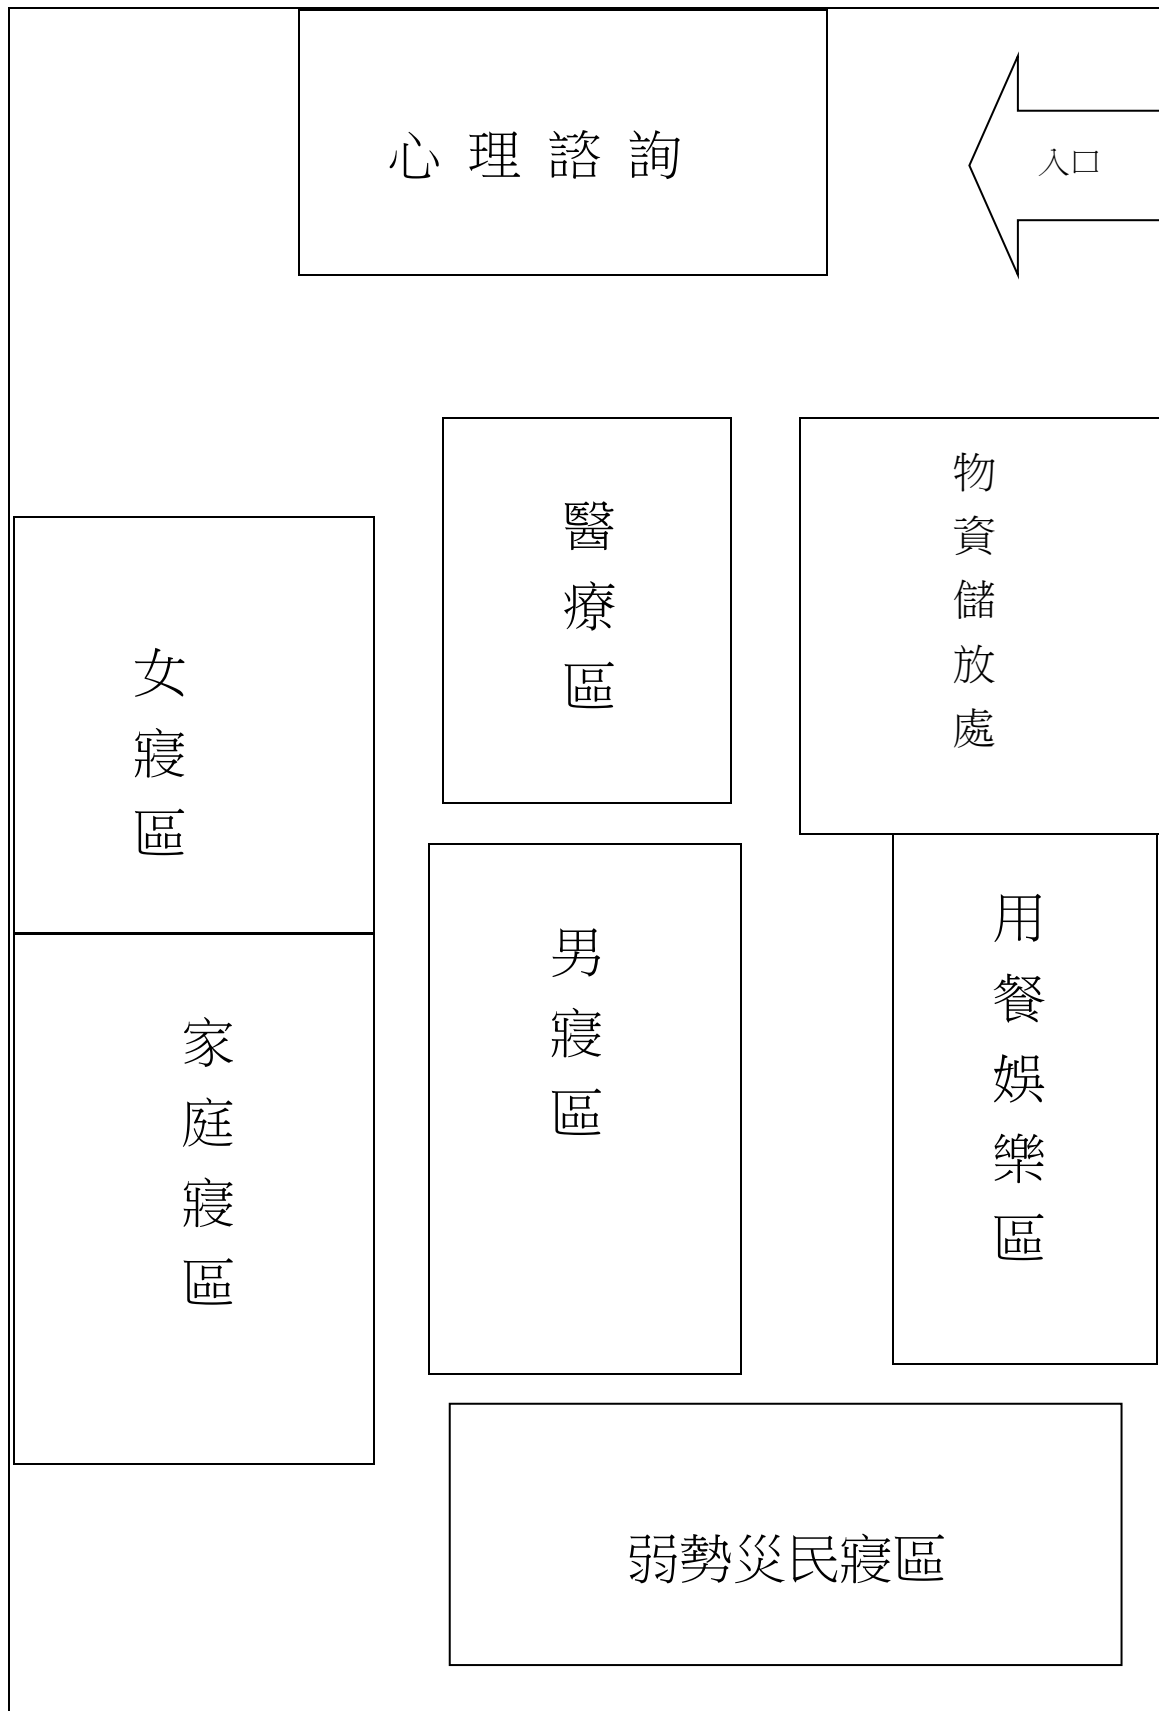 心理諮詢
入口
物資儲放處
醫療區
女寢區
男寢區
用餐娛樂區
家庭寢區
弱勢災民寢區